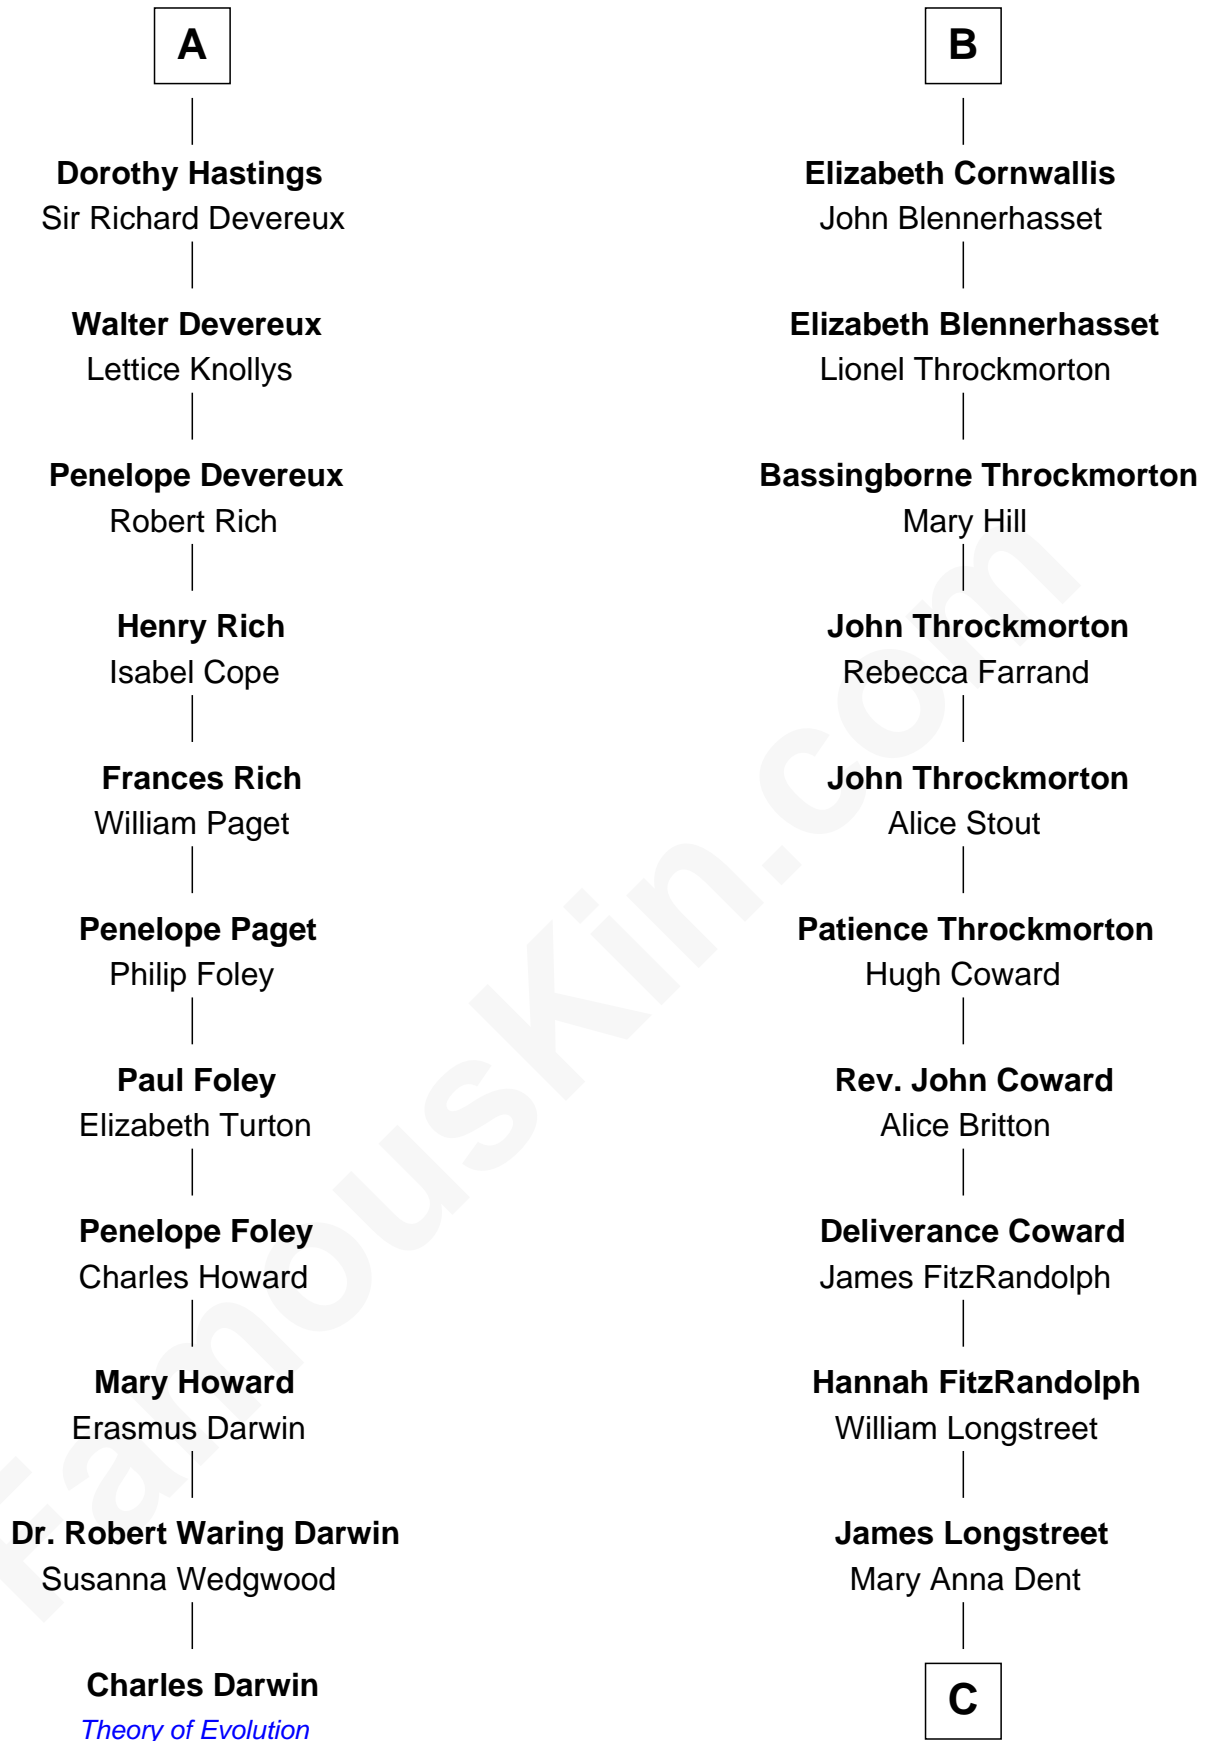 A
Dorothy Hastings
Sir Richard Devereux
Walter Devereux
Lettice Knollys
Penelope Devereux
Robert Rich
Henry Rich
Isabel Cope
Frances Rich
William Paget
Penelope Paget
Philip Foley
Paul Foley
Elizabeth Turton
Penelope Foley
Charles Howard
Mary Howard
Erasmus Darwin
Dr. Robert Waring Darwin
Susanna Wedgwood
Charles Darwin
Theory of Evolution
B
Elizabeth Cornwallis
John Blennerhasset
Elizabeth Blennerhasset
Lionel Throckmorton
Bassingborne Throckmorton
Mary Hill
John Throckmorton
Rebecca Farrand
John Throckmorton
Alice Stout
Patience Throckmorton
Hugh Coward
Rev. John Coward
Alice Britton
Deliverance Coward
James FitzRandolph
Hannah FitzRandolph
William Longstreet
James Longstreet
Mary Anna Dent
C
FamousKin.com